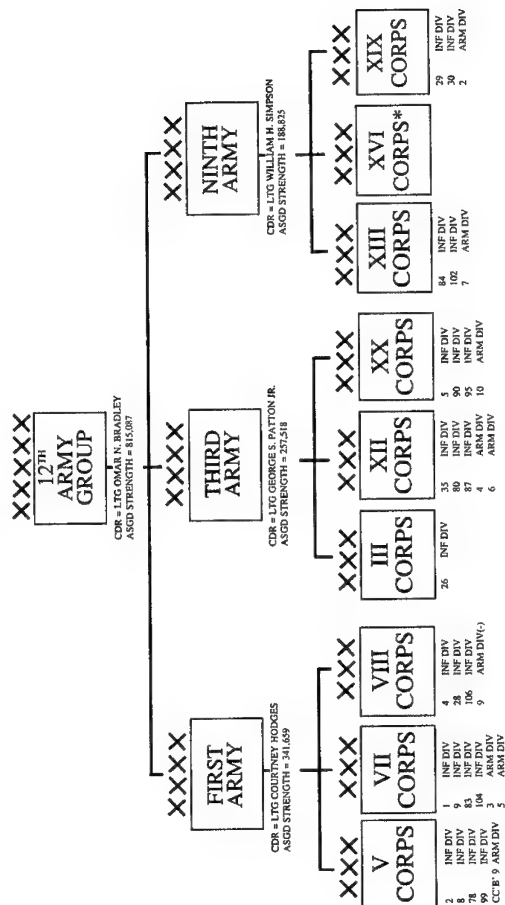 XXXXX
12TH
ARMY
GROUP
CDR = LTG OMAR N. BRADLEY
ASGD STRENGTH = 815,087
XXXX
FIRST
ARMY
CDR = LTG COURTNEY HODGES
ASGD STRENGTH = 341,659
XXXX
THIRD
ARMY
CDR = LTG GEORGE S. PATTON JR.
ASGD STRENGTH = 257,518
XXXX
NINTH
ARMY
CDR = LTG WILLIAM H. SIMPSON
ASGD STRENGTH = 188,825
XXX
V
CORPS
2 INF DIV
8 INF DIV
78 INF DIV
99 INF DIV
CC'B' 9 ARM DIV
XXX
VII
CORPS
1 INF DIV
9 INF DIV
83 INF DIV
104 INF DIV
3 ARM DIV
5 ARM DIV
XXX
VIII
CORPS
4 INF DIV
28 INF DIV
106 INF DIV
9 ARM DIV(-)
XXX
III
CORPS
26 INF DIV
XXX
XII
CORPS
35 INF DIV
80 INF DIV
87 INF DIV
4 ARM DIV
6 ARM DIV
XXX
XX
CORPS
5 INF DIV
90 INF DIV
95 INF DIV
10 ARM DIV
XXX
XIII
CORPS
84 INF DIV
102 INF DIV
7 ARM DIV
XXX
XVI
CORPS*
XXX
XIX
CORPS
29 INF DIV
30 INF DIV
2 ARM DIV